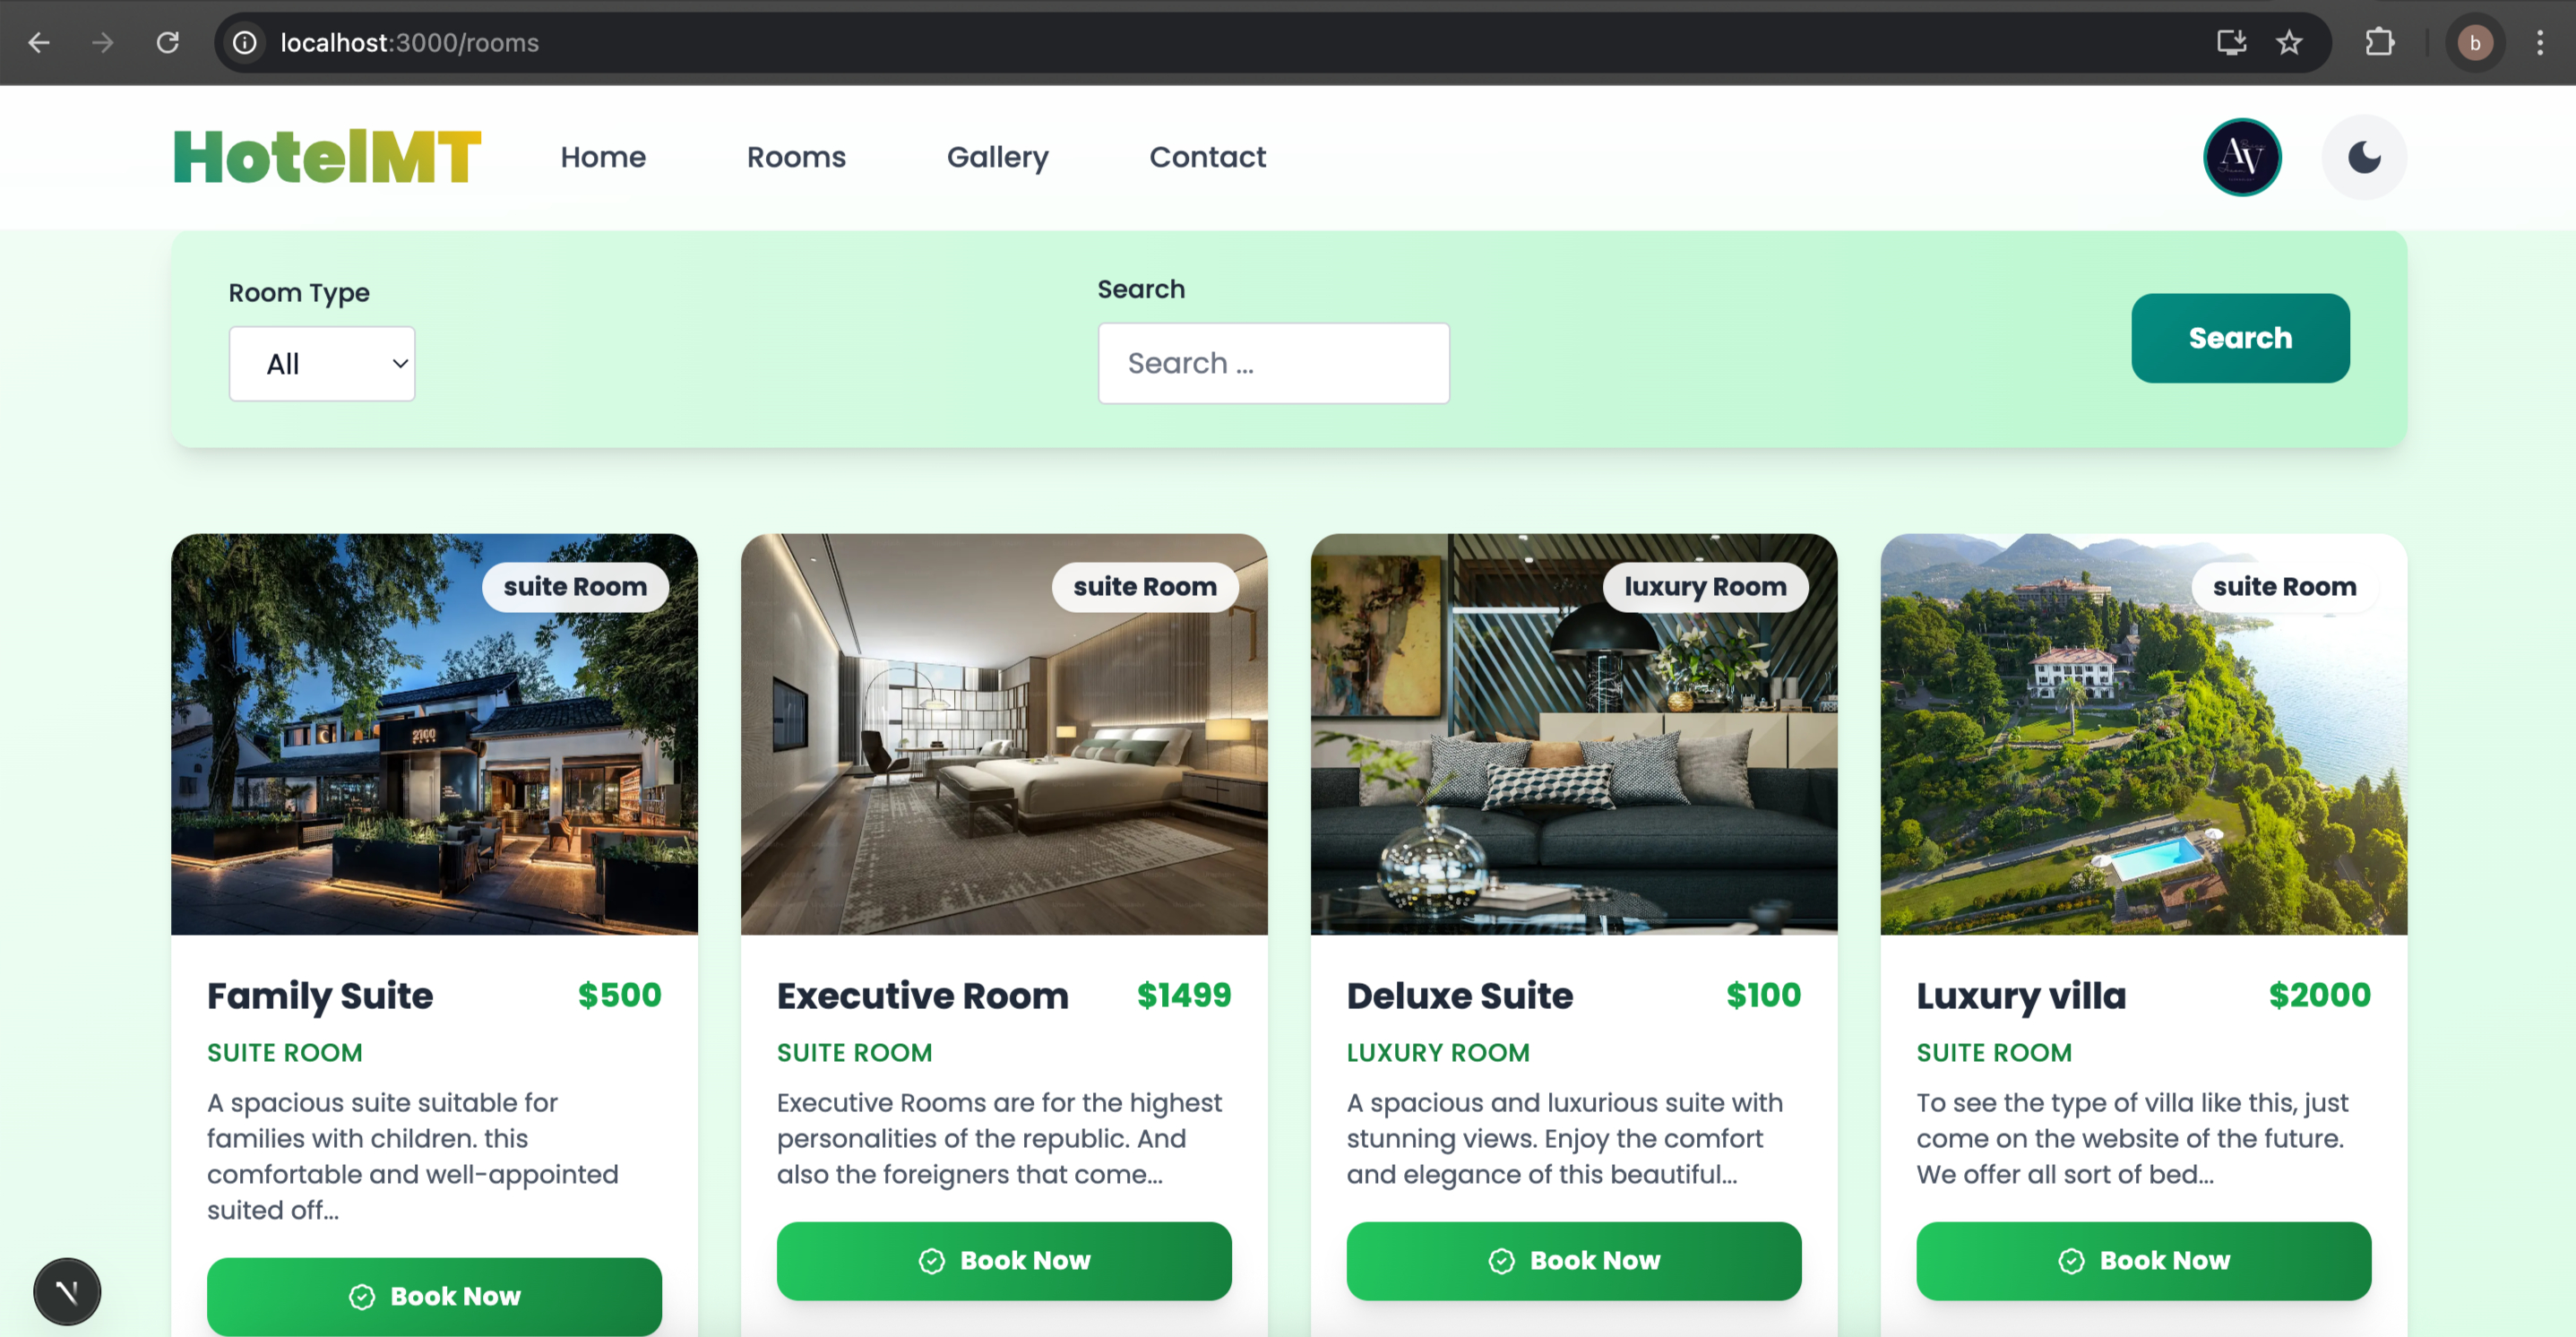 localhost:3000/rooms
b
HotelMT
Home
Rooms
Gallery
Contact
AV
Room Type
All
Search
Search ...
Search
suite Room
suite Room
luxury Room
suite Room
2100
Family Suite
$500
SUITE ROOM
A spacious suite suitable for
families with children. this
comfortable and well-appointed
suited off...
Book Now
Executive Room
$1499
SUITE ROOM
Executive Rooms are for the highest
personalities of the republic. And
also the foreigners that come...
Book Now
Deluxe Suite
$100
LUXURY ROOM
A spacious and luxurious suite with
stunning views. Enjoy the comfort
and elegance of this beautiful...
Book Now
Luxury villa
$2000
SUITE ROOM
To see the type of villa like this, just
come on the website of the future.
We offer all sort of bed...
Book Now
N